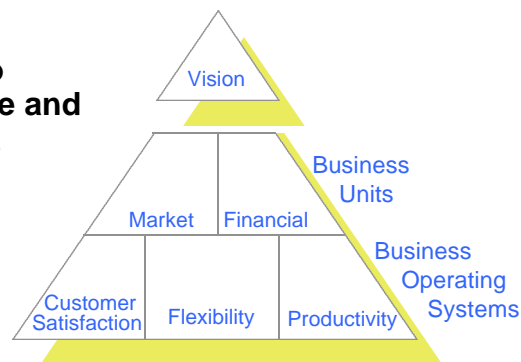 e and
Vision
Business
Units
Market
Financial
Business
Operating
Systems
Customer
Satisfaction
Flexibility
Productivity